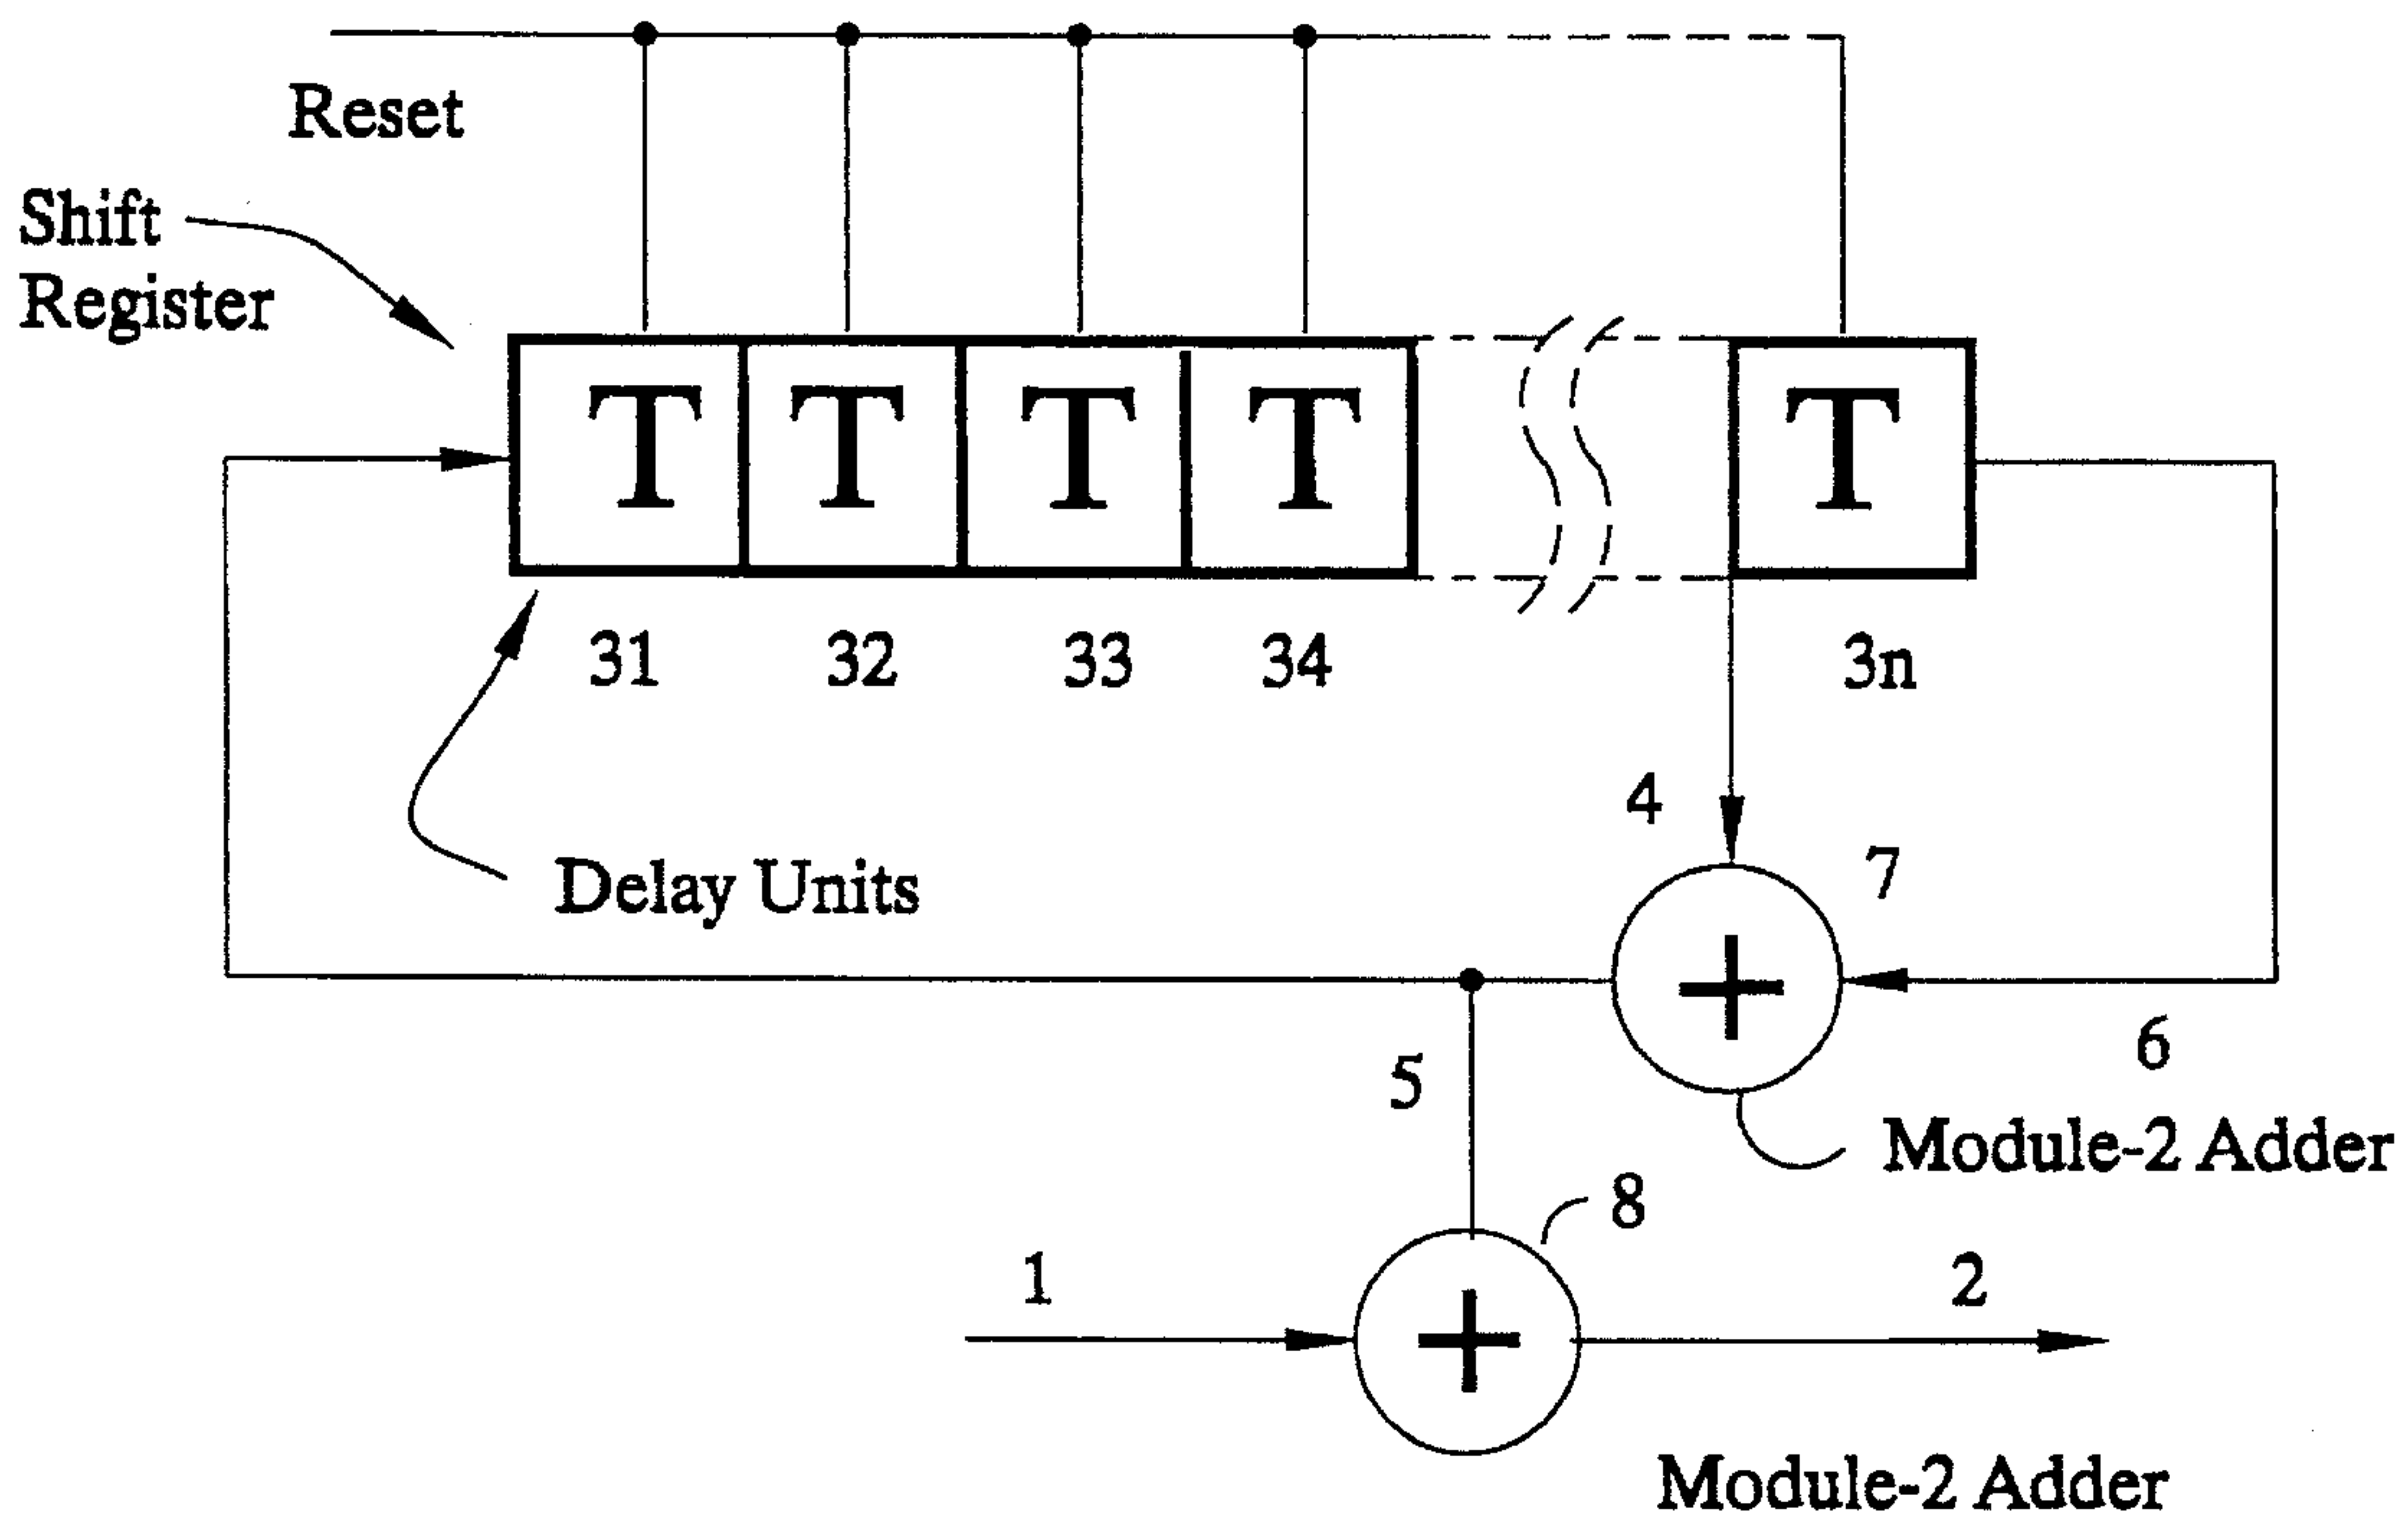 Reset
Shift
Register
T T T T T
31 32 33 34 3n
4
7
Delay Units
5
6
Module-2 Adder
8
1
2
Module-2 Adder